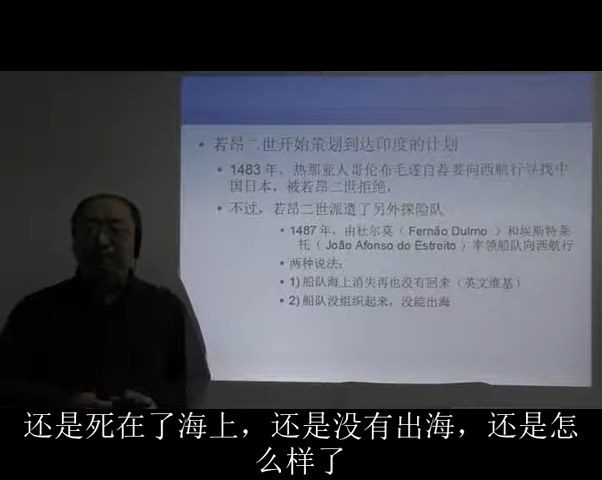 • 若昂二世开始策划到达印度的计划
• 1483 年，热那亚人哥伦布毛遂自荐要向西航行寻找中
国日本，被若昂二世拒绝，
• 不过，若昂二世派遣了另外探险队
• 1487 年，由杜尔莫（ Fernão Dulmo ）和埃斯特莱
托（ João Afonso do Estreito ）率领船队向西航行
• 两种说法：
• 1) 船队海上消失再也没有回来（英文维基）
• 2) 船队没组织起来，没能出海
还是死在了海上，还是没有出海，还是怎
么样了